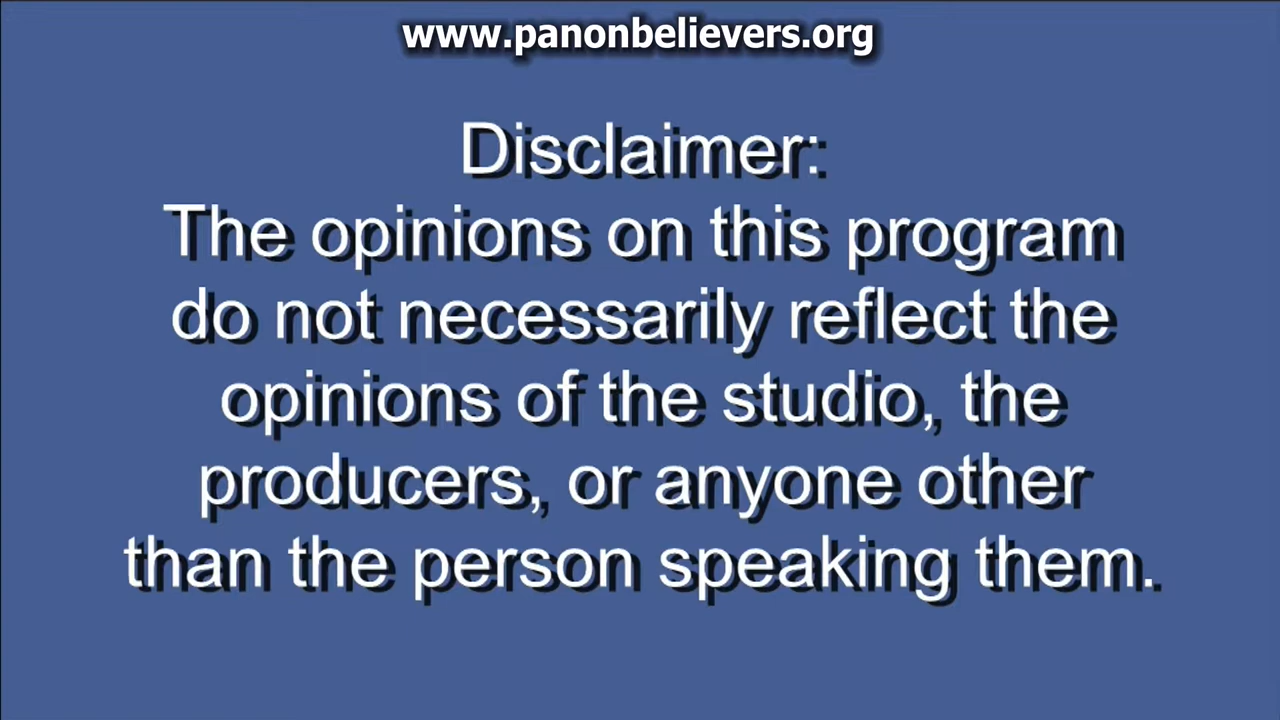 www.panonbelievers.org
Disclaimer:
The opinions on this program
do not necessarily reflect the
opinions of the studio, the
producers, or anyone other
than the person speaking them.